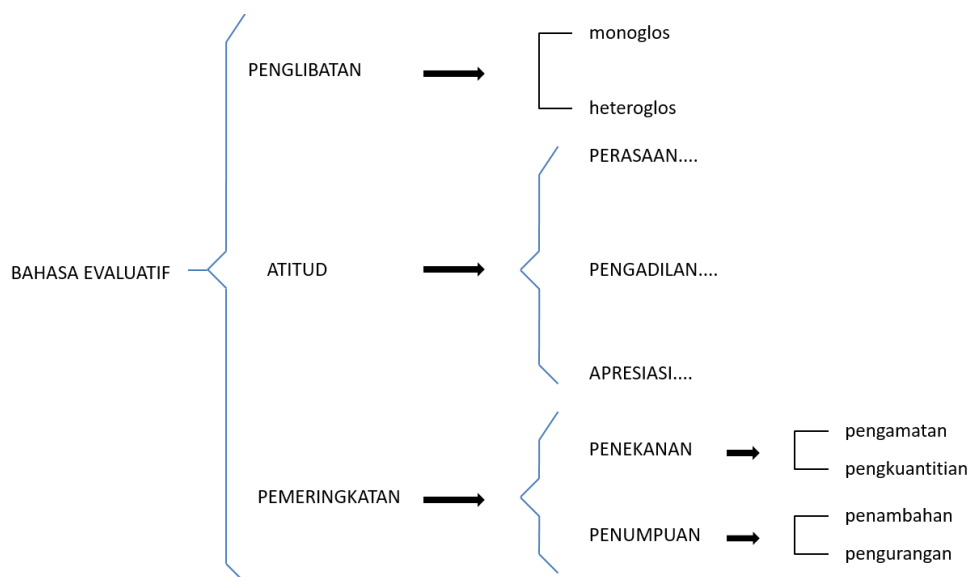 BAHASA EVALUATIF
PENGLIBATAN
monoglos
heteroglos
ATITUD
PERASAAN....
PENGADILAN....
APRESIASI....
PEMERINGKATAN
PENEKANAN
pengamatan
pengkuantitian
PENUMPUAN
penambahan
pengurangan